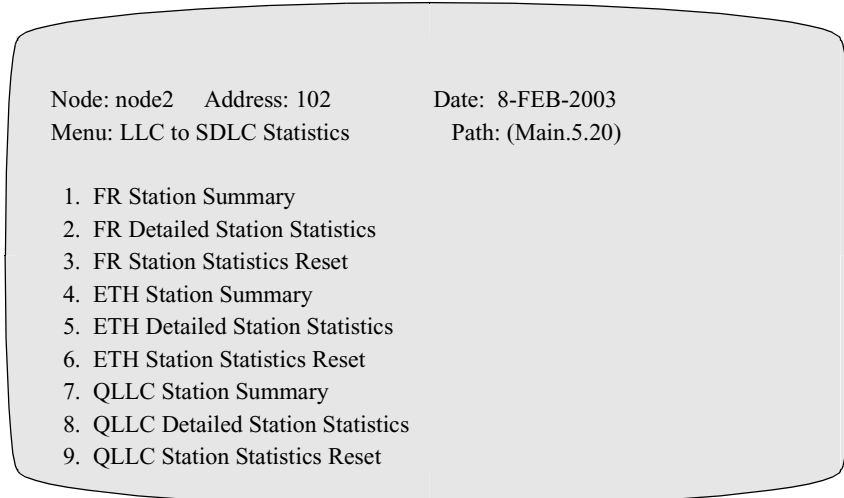 Node: node2 Address: 102 Date: 8-FEB-2003
Menu: LLC to SDLC Statistics Path: (Main.5.20)
1. FR Station Summary
2. FR Detailed Station Statistics
3. FR Station Statistics Reset
4. ETH Station Summary
5. ETH Detailed Station Statistics
6. ETH Station Statistics Reset
7. QLLC Station Summary
8. QLLC Detailed Station Statistics
9. QLLC Station Statistics Reset